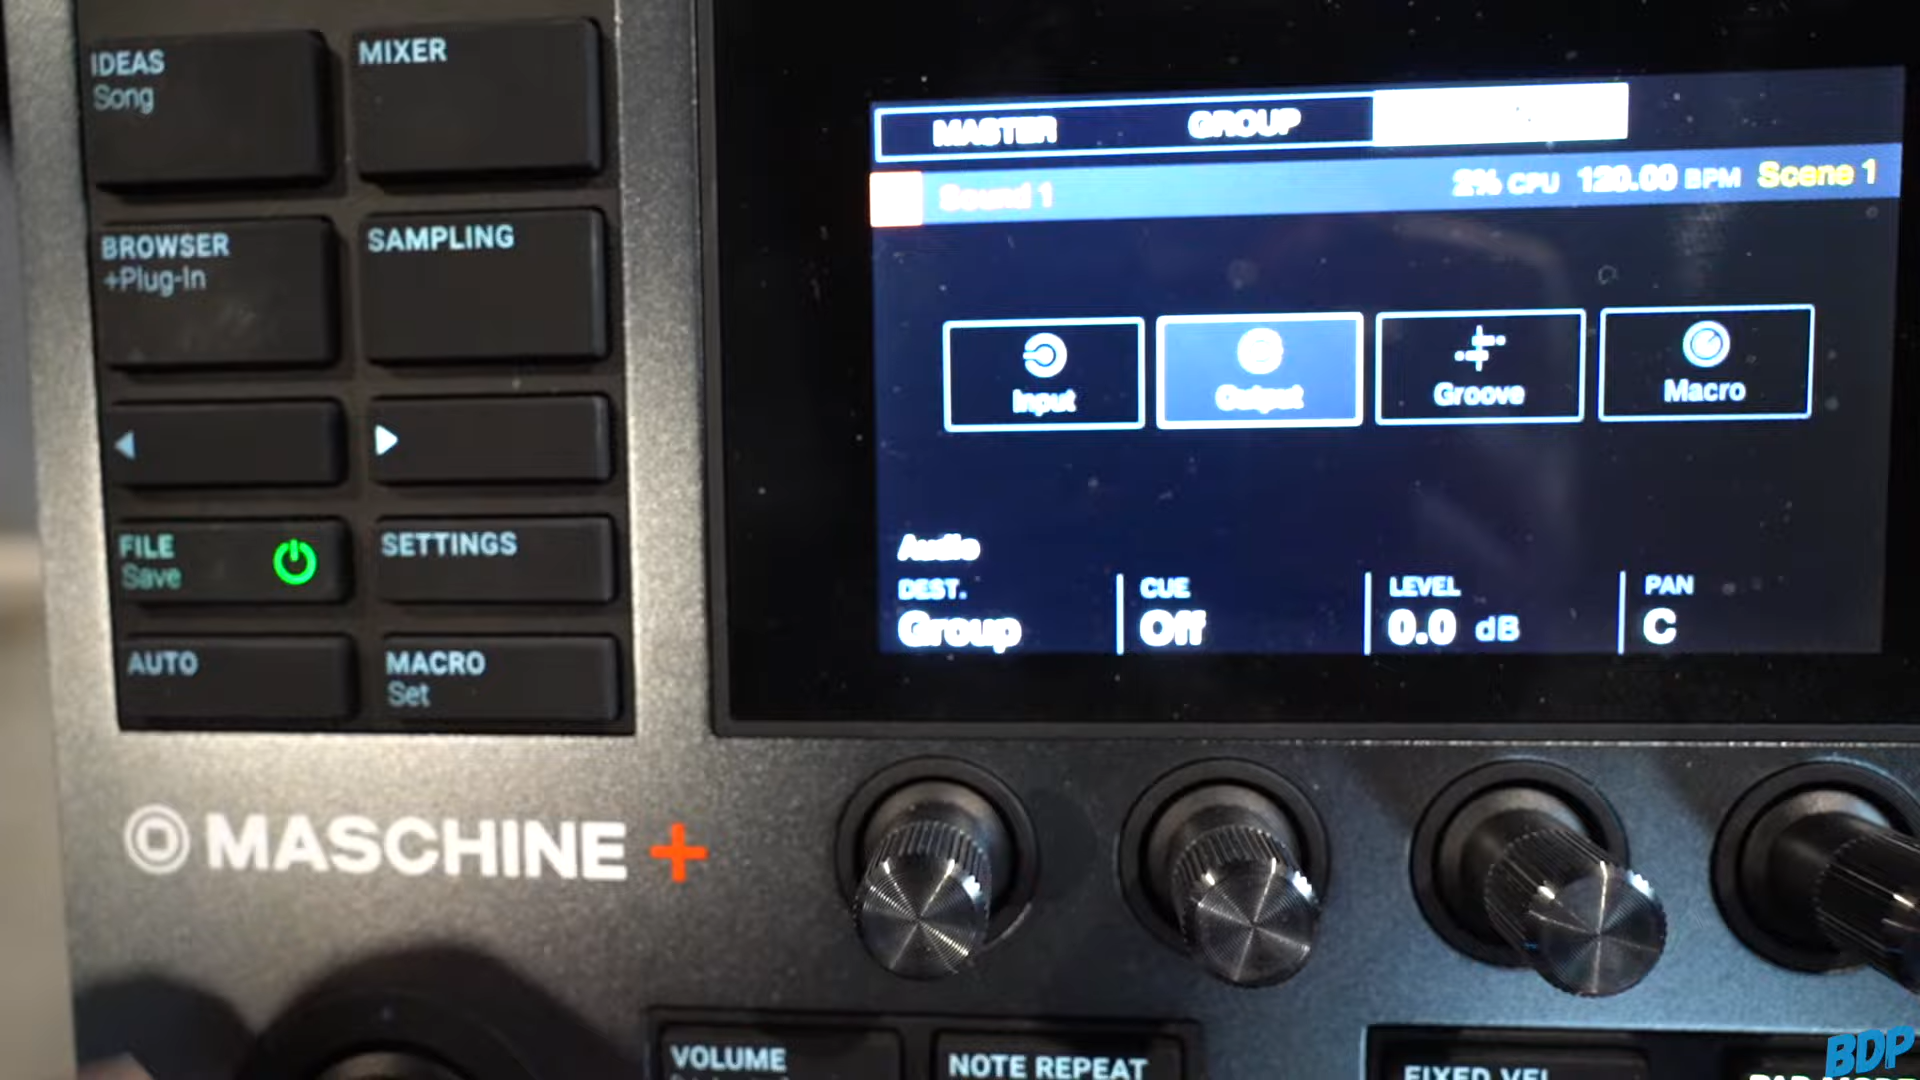 IDEAS
Song
MIXER
BROWSER
+Plug-In
SAMPLING
FILE
Save
SETTINGS
AUTO
MACRO
Set
MASCHINE +
MASTER GROUP
Sound 1 2% CPU 120.00 BPM Scene 1
Input Output Groove Macro
Audio
DEST. CUE LEVEL PAN
Group Off 0.0 dB C
VOLUME
NOTE REPEAT
FIXED VEL
BDP